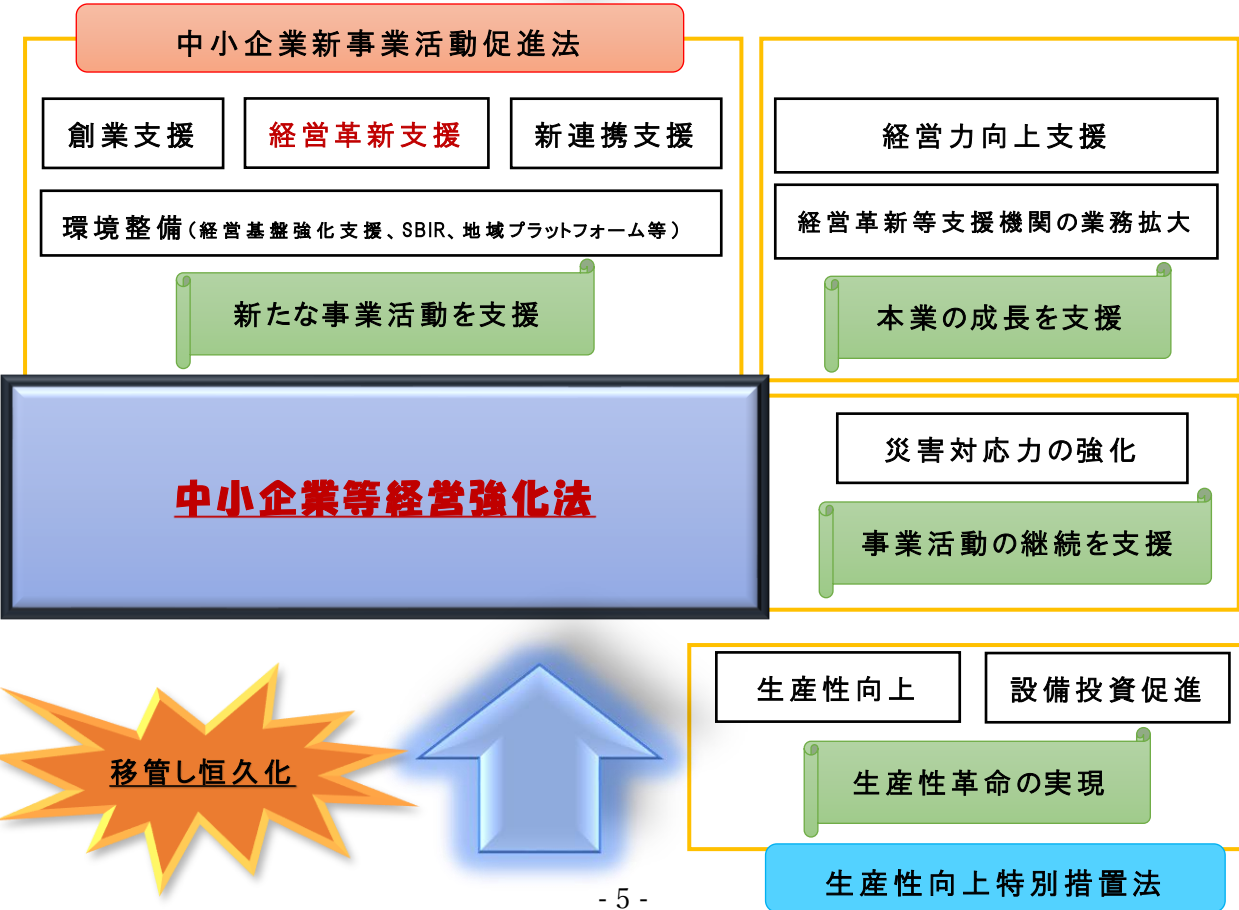 中小企業新事業活動促進法
創業支援
経営革新支援
新連携支援
環境整備(経営基盤強化支援、SBIR、地域プラットフォーム等)
新たな事業活動を支援
経営力向上支援
経営革新等支援機関の業務拡大
本業の成長を支援
中小企業等経営強化法
災害対応力の強化
事業活動の継続を支援
移管し恒久化
生産性向上
設備投資促進
生産性革命の実現
生産性向上特別措置法
- 5 -